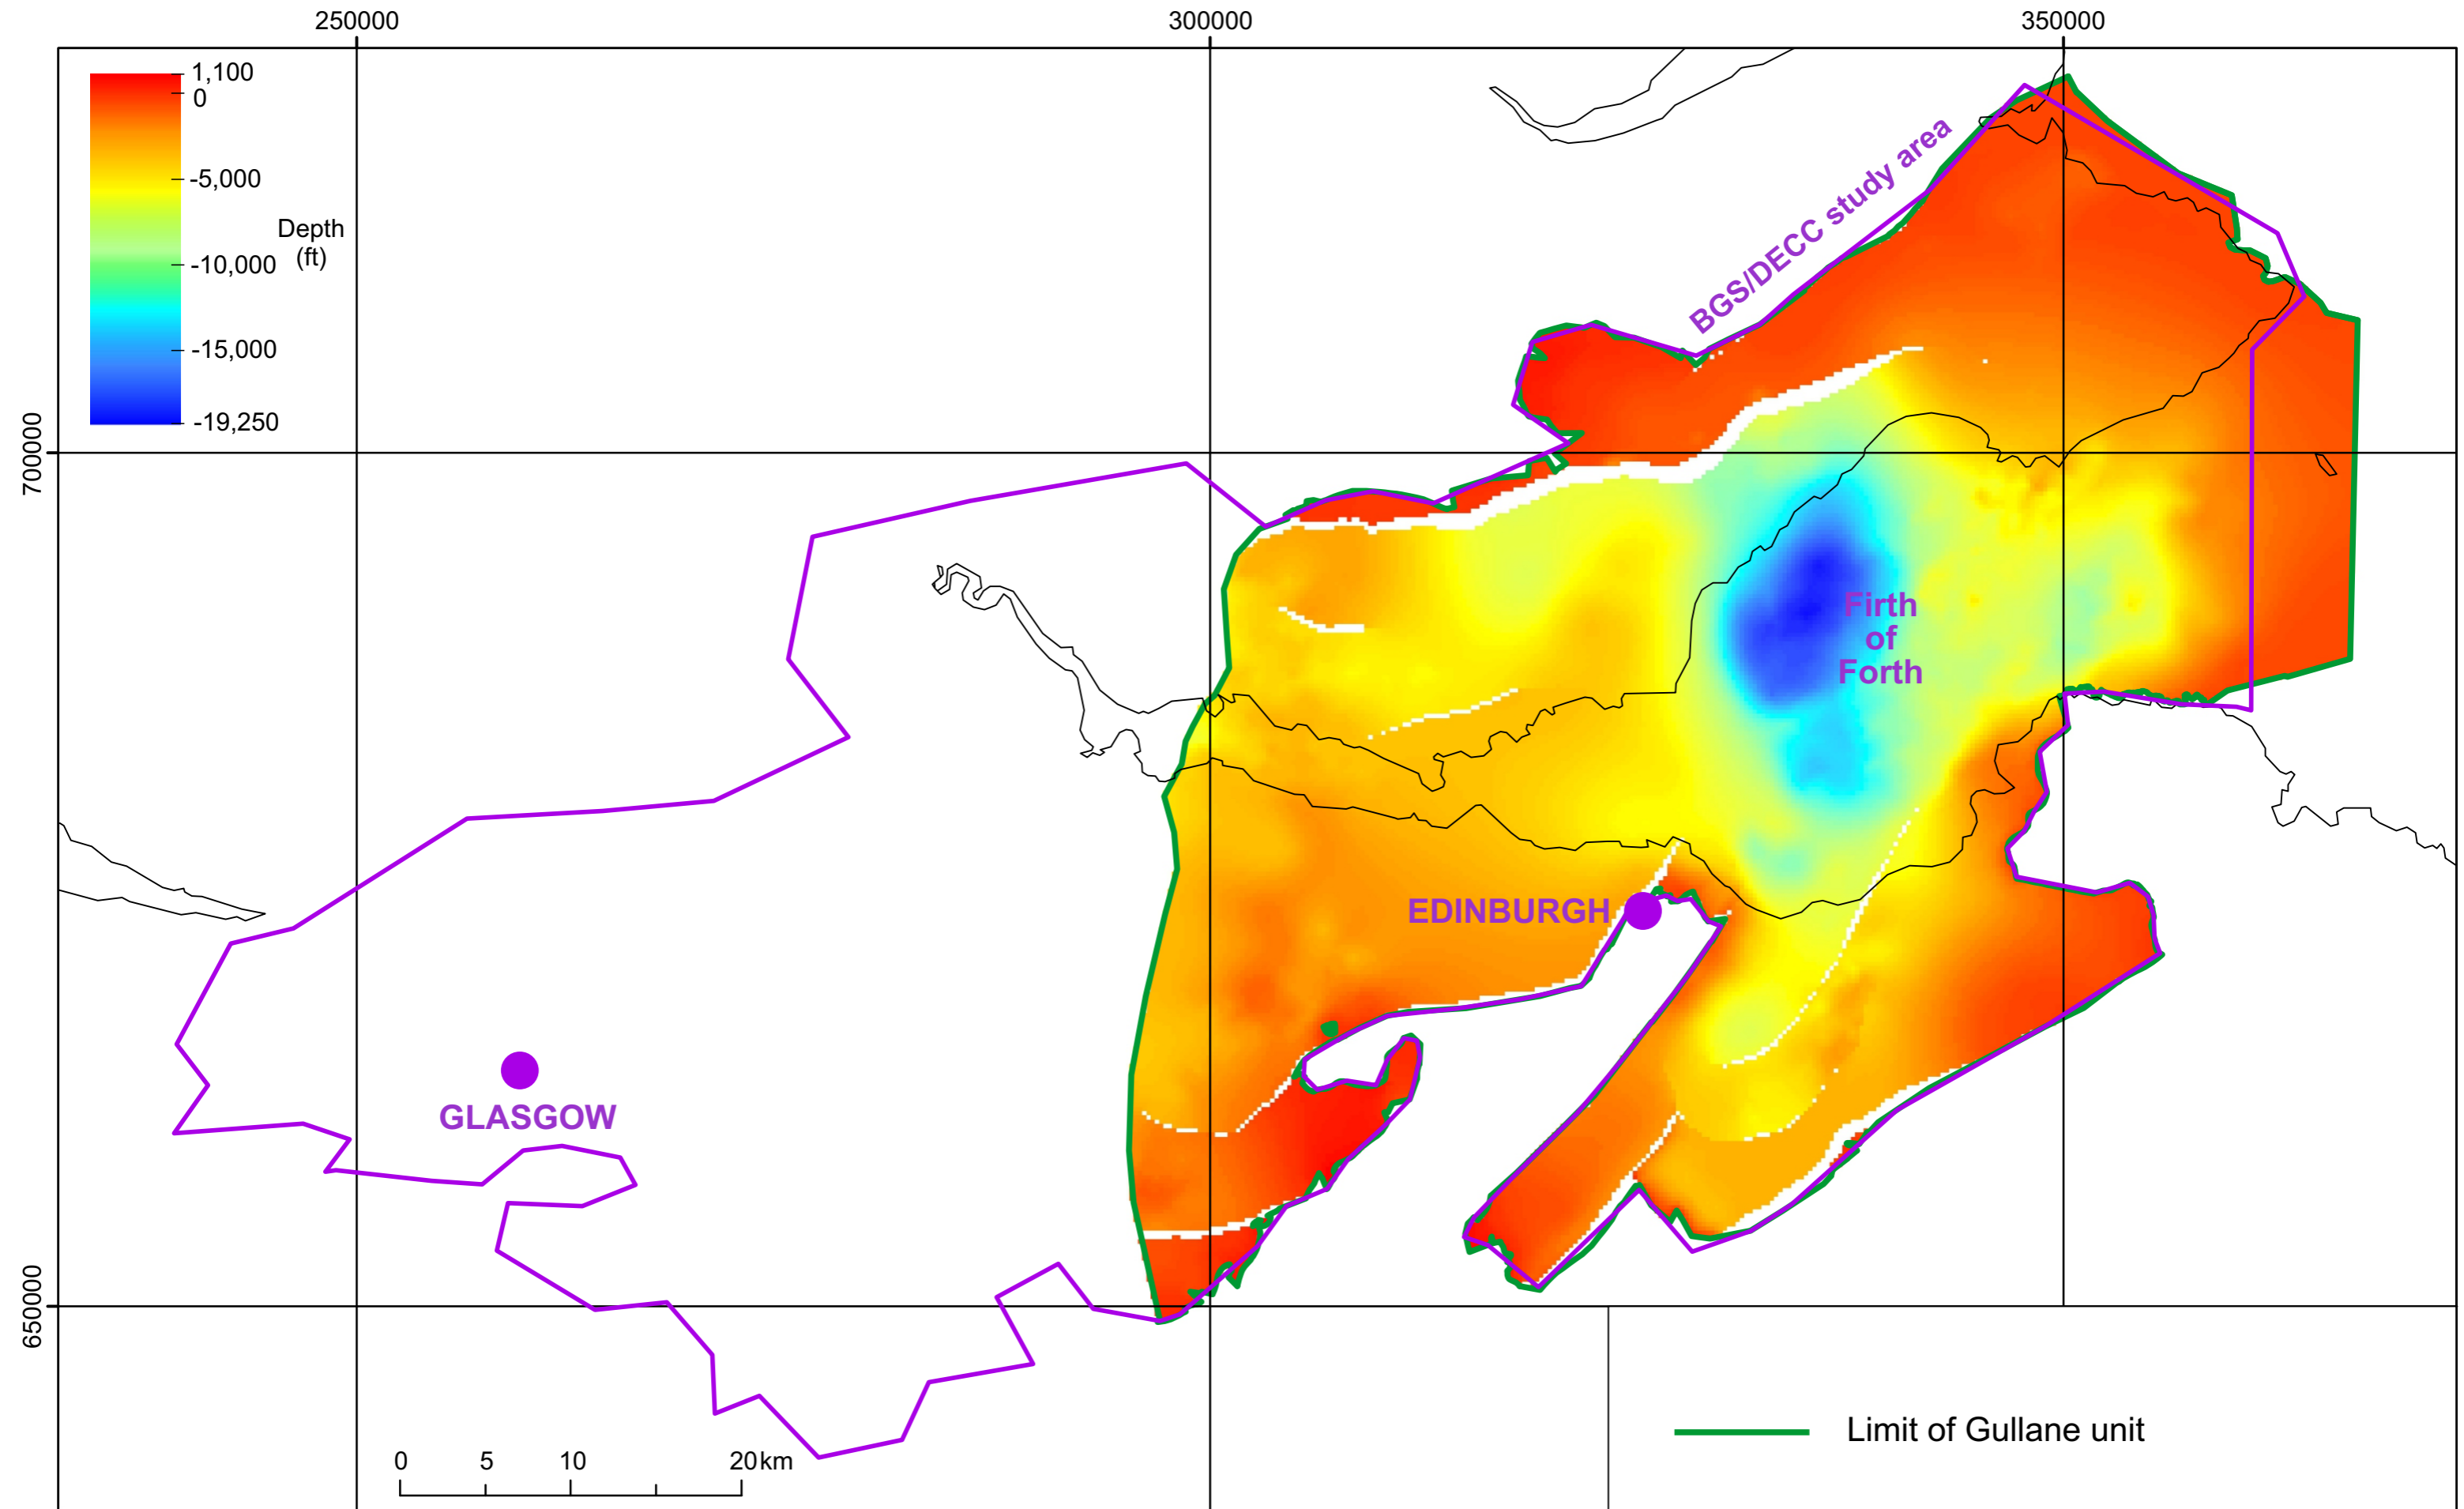 250000
300000
350000
1,100
0
-5,000
Depth
(ft)
-10,000
-15,000
-19,250
BGS/DECC study area
700000
Firth
of
Forth
EDINBURGH
GLASGOW
650000
0 5 10 20km
Limit of Gullane unit